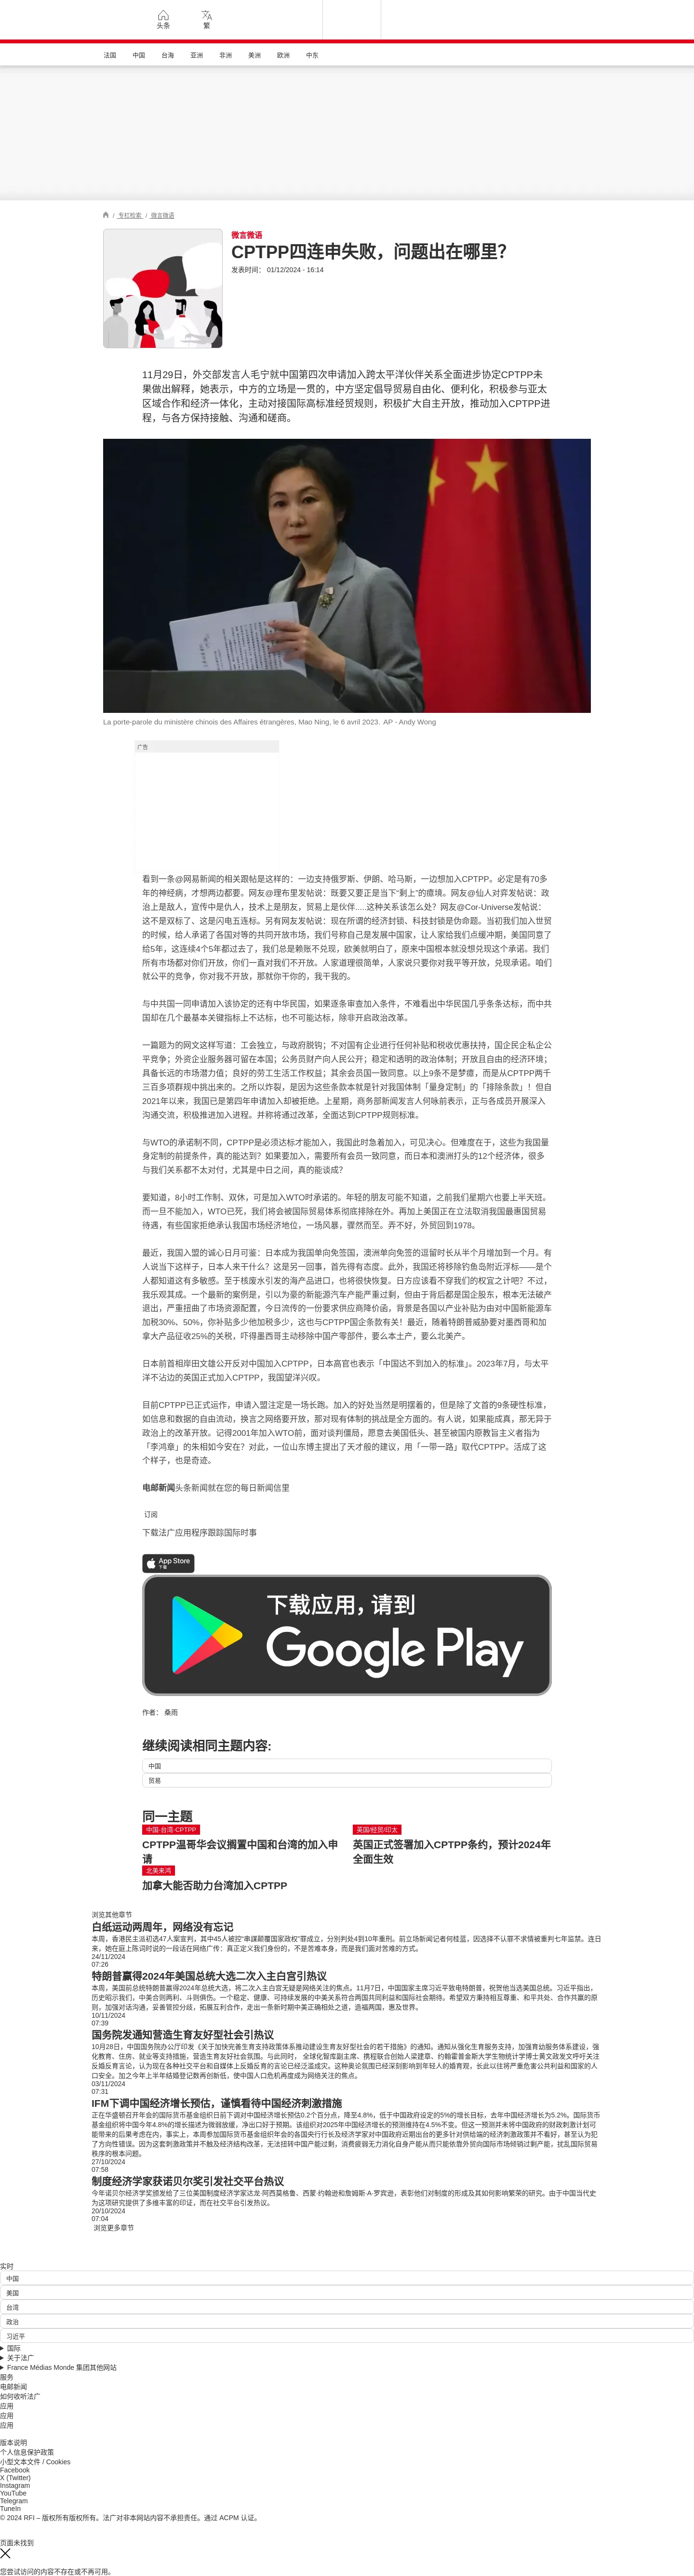 头条
繁
法国 中国 台海 亚洲 非洲 美洲 欧洲 中东
/ 专栏检索 / 微言微语
微言微语
CPTPP四连申失败，问题出在哪里?
发表时间： 01/12/2024 - 16:14
11月29日，外交部发言人毛宁就中国第四次申请加入跨太平洋伙伴关系全面进步协定CPTPP未
果做出解释，她表示，中方的立场是一贯的，中方坚定倡导贸易自由化、便利化，积极参与亚太
区域合作和经济一体化，主动对接国际高标准经贸规则，积极扩大自主开放，推动加入CPTPP进
程，与各方保持接触、沟通和磋商。
La porte-parole du ministère chinois des Affaires étrangères, Mao Ning, le 6 avril 2023. AP - Andy Wong
广告
看到一条@网易新闻的相关跟帖是这样的：一边支持俄罗斯、伊朗、哈马斯，一边想加入CPTPP。必定是有70多
年的神经病，才想两边都要。网友@理布里发帖说：既要又要正是当下“剩上”的癔境。网友@仙人对弈发帖说：政
治上是敌人，宣传中是仇人，技术上是朋友，贸易上是伙伴.....这种关系该怎么处？网友@Cor-Universe发帖说：
这不是双标了、这是闪电五连标。另有网友发帖说：现在所谓的经济封锁、科技封锁是伪命题。当初我们加入世贸
的时候，给人承诺了各国对等的共同开放市场，我们号称自己是发展中国家，让人家给我们点缓冲期，美国同意了
给5年，这连续4个5年都过去了，我们总是赖账不兑现，欧美就明白了，原来中国根本就没想兑现这个承诺。我们
所有市场都对你们开放，你们一直对我们不开放。人家道理很简单，人家说只要你对我平等开放，兑现承诺。咱们
就公平的竞争，你对我不开放，那就你干你的，我干我的。
与中共国一同申请加入该协定的还有中华民国，如果逐条审查加入条件，不难看出中华民国几乎条条达标，而中共
国却在几个最基本关键指标上不达标，也不可能达标，除非开启政治改革。
一篇题为的网文这样写道：工会独立，与政府脱钩；不对国有企业进行任何补贴和税收优惠扶持，国企民企私企公
平竞争；外资企业服务器可留在本国；公务员财产向人民公开；稳定和透明的政治体制；开放且自由的经济环境；
具备长远的市场潜力值；良好的劳工生活工作权益；其余会员国一致同意。以上9条不是梦癔，而是从CPTPP两千
三百多项群规中挑出来的。之所以炸裂，是因为这些条款本就是针对我国体制「量身定制」的「排除条款」！但自
2021年以来，我国已是第四年申请加入却被拒绝。上星期，商务部新闻发言人何咏前表示，正与各成员开展深入
沟通交流，积极推进加入进程。并称将通过改革，全面达到CPTPP规则标准。
与WTO的承诺制不同，CPTPP是必须达标才能加入，我国此时急着加入，可见决心。但难度在于，这些为我国量
身定制的前提条件，真的能达到？如果要加入，需要所有会员一致同意，而日本和澳洲打头的12个经济体，很多
与我们关系都不太对付，尤其是中日之间，真的能谈成？
要知道，8小时工作制、双休，可是加入WTO时承诺的。年轻的朋友可能不知道，之前我们星期六也要上半天班。
而一旦不能加入，WTO已死，我们将会被国际贸易体系彻底排除在外。再加上美国正在立法取消我国最惠国贸易
待遇，有些国家拒绝承认我国市场经济地位，一场风暴，骤然而至。弄不好，外贸回到1978。
最近，我国入盟的诚心日月可鉴：日本成为我国单向免签国，澳洲单向免签的逗留时长从半个月增加到一个月。有
人说当下这样子，日本人来干什么？这是另一回事，首先得有态度。此外，我国还将移除钓鱼岛附近浮标——是个
人都知道这有多敏感。至于核废水引发的海产品进口，也将很快恢复。日方应该看不穿我们的权宜之计吧？不过，
我乐观其成。一个最新的案例是，引以为豪的新能源汽车产能严重过剩，但由于背后都是国企股东，根本无法破产
退出，严重扭曲了市场资源配置，今日流传的一份要求供应商降价函，背景是各国以产业补贴为由对中国新能源车
加税30%、50%，你补贴多少他加税多少，这也与CPTPP国企条款有关！最近，随着特朗普威胁要对墨西哥和加
拿大产品征收25%的关税，吓得墨西哥主动移除中国产零部件，要么本土产，要么北美产。
日本前首相岸田文雄公开反对中国加入CPTPP，日本高官也表示「中国达不到加入的标准」。2023年7月，与太平
洋不沾边的英国正式加入CPTPP，我国望洋兴叹。
目前CPTPP已正式运作，申请入盟注定是一场长跑。加入的好处当然是明摆着的，但是除了文首的9条硬性标准，
如信息和数据的自由流动，换言之网络要开放，那对现有体制的挑战是全方面的。有人说，如果能成真，那无异于
政治上的改革开放。记得2001年加入WTO前，面对谈判僵局，愿意去美国低头、甚至被国内原教旨主义者指为
「李鸿章」的朱相如今安在？对此，一位山东博主提出了天才般的建议，用「一带一路」取代CPTPP。活成了这
个样子，也是奇迹。
电邮新闻头条新闻就在您的每日新闻信里
订阅
下载法广应用程序跟踪国际时事
App Store
下载
下载应用，请到
Google Play
作者： 桑雨
继续阅读相同主题内容:
中国
贸易
同一主题
中国-台湾-CPTPP
CPTPP温哥华会议搁置中国和台湾的加入申
请
英国/经贸/印太
英国正式签署加入CPTPP条约，预计2024年
全面生效
北美来鸿
加拿大能否助力台湾加入CPTPP
浏览其他章节
白纸运动两周年，网络没有忘记
本周，香港民主派初选47人案宣判，其中45人被控“串謀顛覆国家政权”罪成立，分別判处4到10年重刑。前立场新闻记者何桂蓝，因选择不认罪不求情被重判七年监禁。连日
来，她在庭上陈词时说的一段话在网络广传：真正定义我们身份的，不是苦难本身，而是我们面对苦难的方式。
24/11/2024
07:26
特朗普赢得2024年美国总统大选二次入主白宫引热议
本周，美国前总统特朗普赢得2024年总统大选，将二次入主白宫无疑是网络关注的焦点。11月7日，中国国家主席习近平致电特朗普，祝贺他当选美国总统。习近平指出，
历史昭示我们，中美合则两利、斗则俱伤。一个稳定、健康、可持续发展的中美关系符合两国共同利益和国际社会期待。希望双方秉持相互尊重、和平共处、合作共赢的原
则，加强对话沟通，妥善管控分歧，拓展互利合作，走出一条新时期中美正确相处之道，造福两国，惠及世界。
10/11/2024
07:39
国务院发通知营造生育友好型社会引热议
10月28日，中国国务院办公厅印发《关于加快完善生育支持政策体系推动建设生育友好型社会的若干措施》的通知。通知从强化生育服务支持，加强育幼服务体系建设，强
化教育、住房、就业等支持措施，营造生育友好社会氛围。与此同时， 全球化智库副主席、携程联合创始人梁建章、约翰霍普金斯大学生物统计学博士黄文政发文呼吁关注
反婚反育言论，认为现在各种社交平台和自媒体上反婚反育的言论已经泛滥成灾。这种舆论氛围已经深刻影响到年轻人的婚育观，长此以往将严重危害公共利益和国家的人
口安全。加之今年上半年结婚登记数再创新低，使中国人口危机再度成为网络关注的焦点。
03/11/2024
07:31
IFM下调中国经济增长预估，谨慎看待中国经济刺激措施
正在华盛顿召开年会的国际货币基金组织日前下调对中国经济增长预估0.2个百分点，降至4.8%，低于中国政府设定的5%的增长目标，去年中国经济增长为5.2%。国际货币
基金组织将中国今年4.8%的增长描述为微弱放缓，净出口好于预期。该组织对2025年中国经济增长的预测维持在4.5%不变。但这一预测并未将中国政府的财政刺激计划可
能带来的后果考虑在内，事实上，本周参加国际货币基金组织年会的各国央行行长及经济学家对中国政府近期出台的更多针对供给端的经济刺激政策并不看好，甚至认为犯
了方向性错误。因为这套刺激政策并不触及经济结构改革，无法扭转中国产能过剩，消费疲弱无力消化自身产能从而只能依靠外贸向国际市场倾销过剩产能，扰乱国际贸易
秩序的根本问题。
27/10/2024
07:58
制度经济学家获诺贝尔奖引发社交平台热议
今年诺贝尔经济学奖颁发给了三位美国制度经济学家达龙·阿西莫格鲁、西蒙·约翰逊和詹姆斯·A·罗宾逊，表彰他们对制度的形成及其如何影响繁荣的研究。由于中国当代史
为这项研究提供了多维丰富的印证，而在社交平台引发热议。
20/10/2024
07:04
浏览更多章节
实时
中国
美国
台湾
政治
习近平
国际
关于法广
France Médias Monde 集团其他网站
服务
电邮新闻
如何收听法广
应用
应用
应用
版本说明
个人信息保护政策
小型文本文件 / Cookies
Facebook
X (Twitter)
Instagram
YouTube
Telegram
TuneIn
© 2024 RFI – 版权所有版权所有。法广对非本网站内容不承担责任。通过 ACPM 认证。
页面未找到
您尝试访问的内容不存在或不再可用。